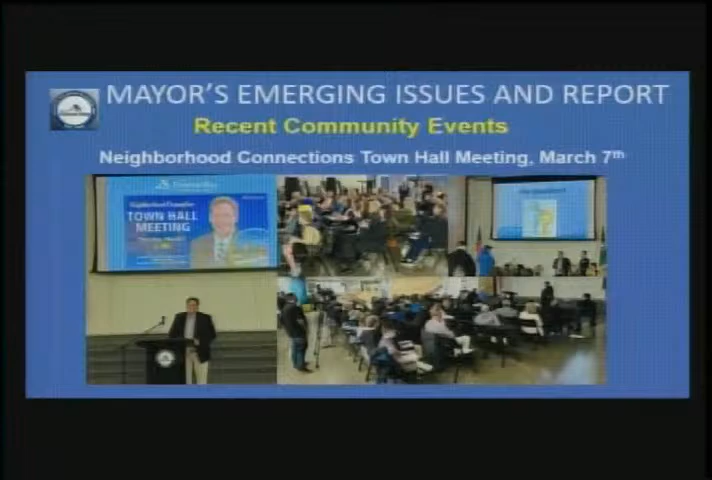 MAYOR'S EMERGING ISSUES AND REPORT
Recent Community Events
Neighborhood Connections Town Hall Meeting, March 7th
TOWN HALL
MEETING